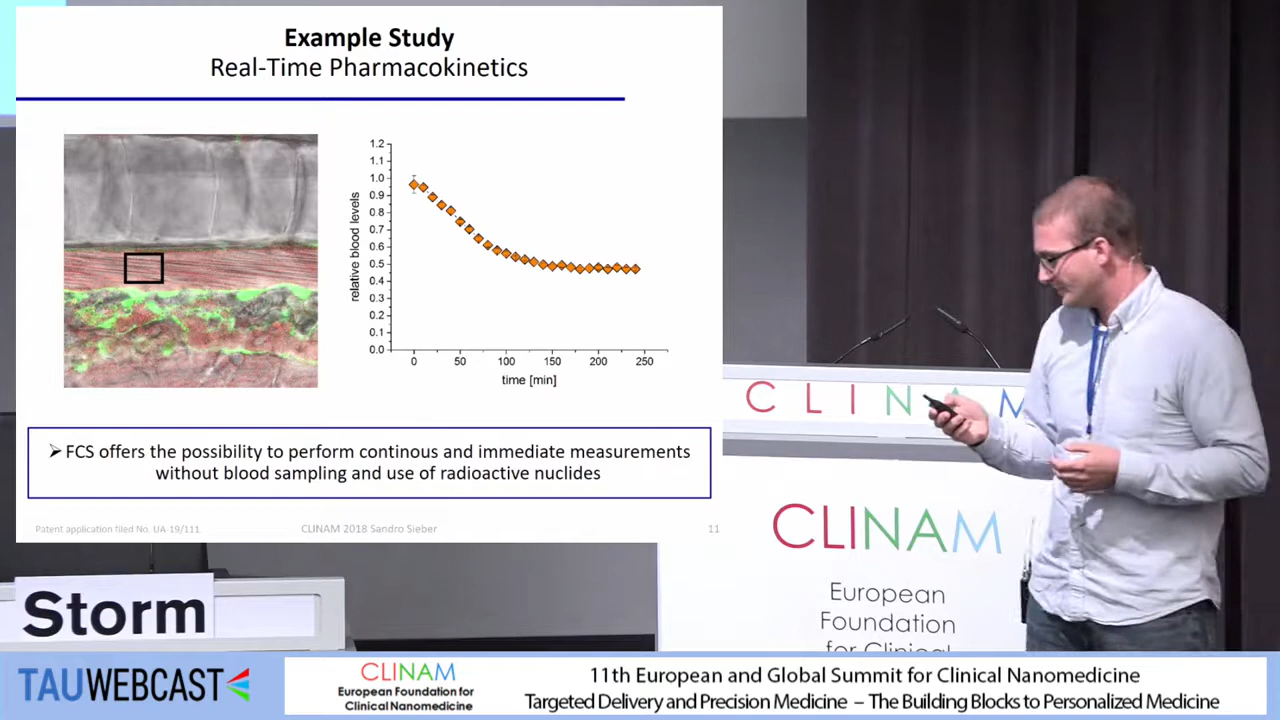 Example Study
Real-Time Pharmacokinetics
1.2
1.1
1.0
0.9
0.8
0.7
0.6
0.5
0.4
0.3
0.2
0.1
0.0
relative blood levels
0 50 100 150 200 250
time [min]
➢ FCS offers the possibility to perform continous and immediate measurements
without blood sampling and use of radioactive nuclides
Patent application filed No. UA-19/111.
CLINAM 2018 Sandro Sieber
11
CLINAM
CLINAM
European
Foundation
for Clinical
Storm
TAUWEBCAST
CLINAM
European Foundation for
Clinical Nanomedicine
11th European and Global Summit for Clinical Nanomedicine
Targeted Delivery and Precision Medicine – The Building Blocks to Personalized Medicine